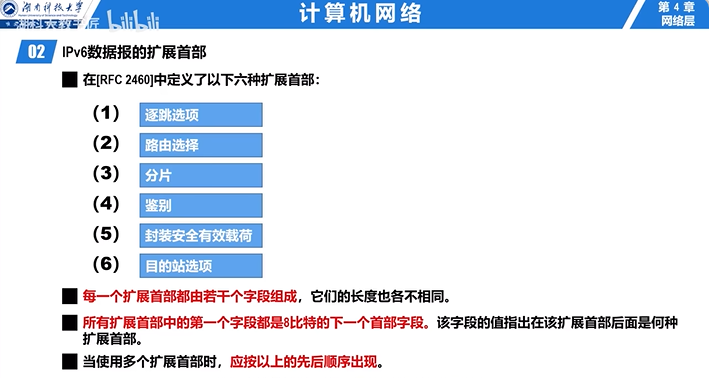 湖南科技大学
计算机网络
第 4 章
网络层
湖科大教书匠
bilibili
02 IPv6数据报的扩展首部
在[RFC 2460]中定义了以下六种扩展首部：
（1） 逐跳选项
（2） 路由选择
（3） 分片
（4） 鉴别
（5） 封装安全有效载荷
（6） 目的站选项
每一个扩展首部都由若干个字段组成，它们的长度也各不相同。
所有扩展首部中的第一个字段都是8比特的下一个首部字段。该字段的值指出在该扩展首部后面是何种
扩展首部。
当使用多个扩展首部时，应按以上的先后顺序出现。